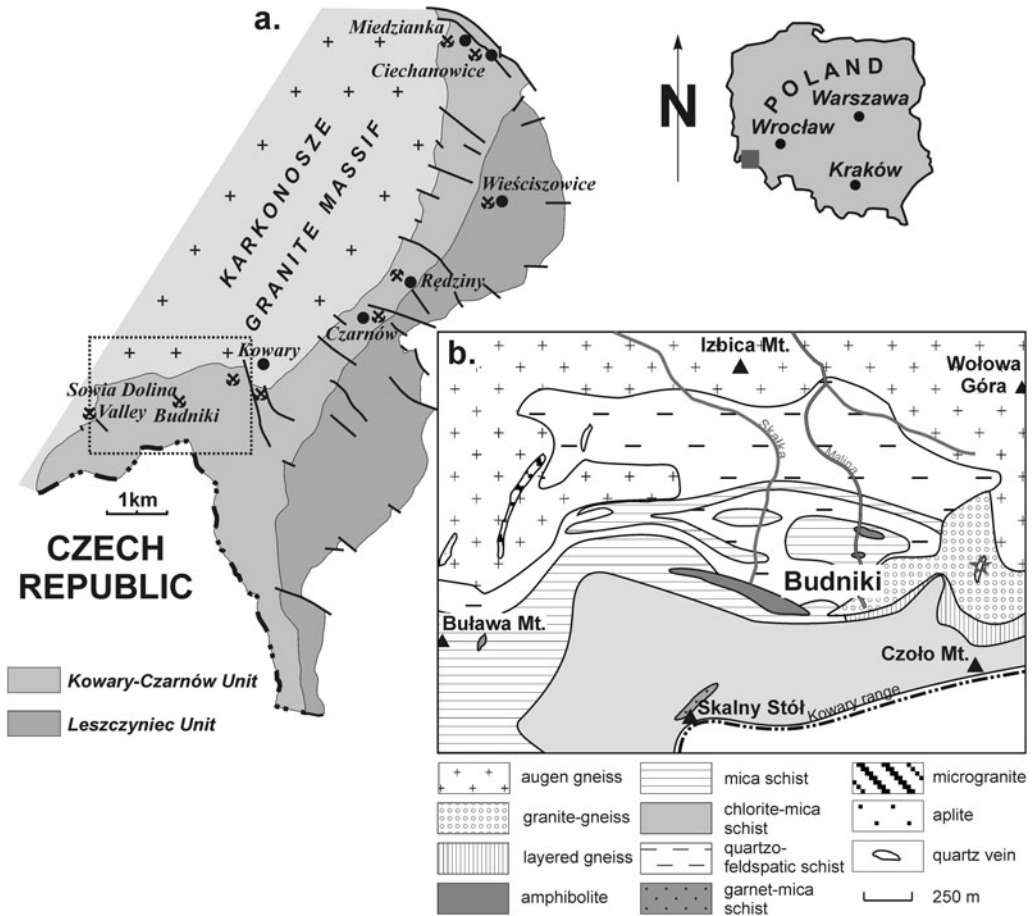 a.
Miedzianka
Ciechanowice
KARKONOSZE
GRANITE MASSIF
Wieściszowice
Rędziny
Czarnów
Kowary
Sowia Dolina
Valley
Budniki
1km
CZECH
REPUBLIC
Kowary-Czarnów Unit
Leszczyniec Unit
N
POLAND
Warszawa
Wrocław
Kraków
b.
Izbica Mt.
Wołowa
Góra
Skałka
Malina
Budniki
Buława Mt.
Czoło Mt.
Skalny Stół
Kowary range
augen gneiss
granite-gneiss
layered gneiss
amphibolite
mica schist
chlorite-mica
schist
quartzo-
feldspatic schist
garnet-mica
schist
microgranite
aplite
quartz vein
250 m